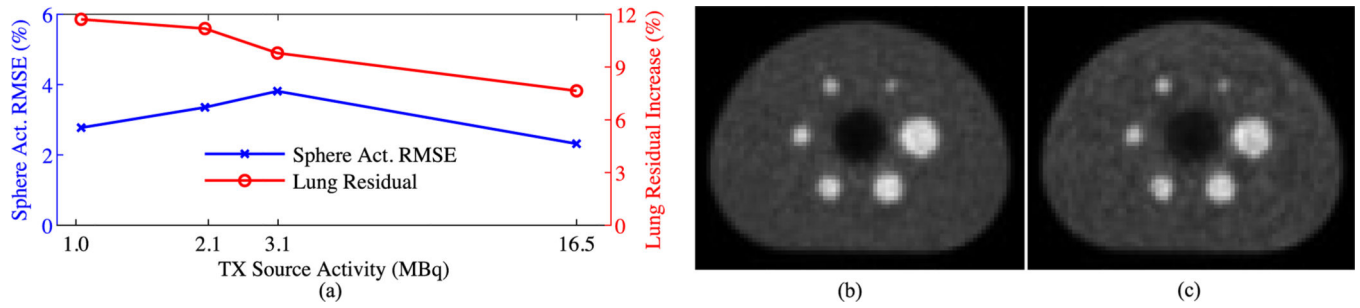 6
4
2
0
Sphere Act. RMSE (%)
12
9
6
3
0
Lung Residual Increase (%)
Sphere Act. RMSE
Lung Residual
1.0
2.1
3.1
16.5
TX Source Activity (MBq)
(a)
(b)
(c)